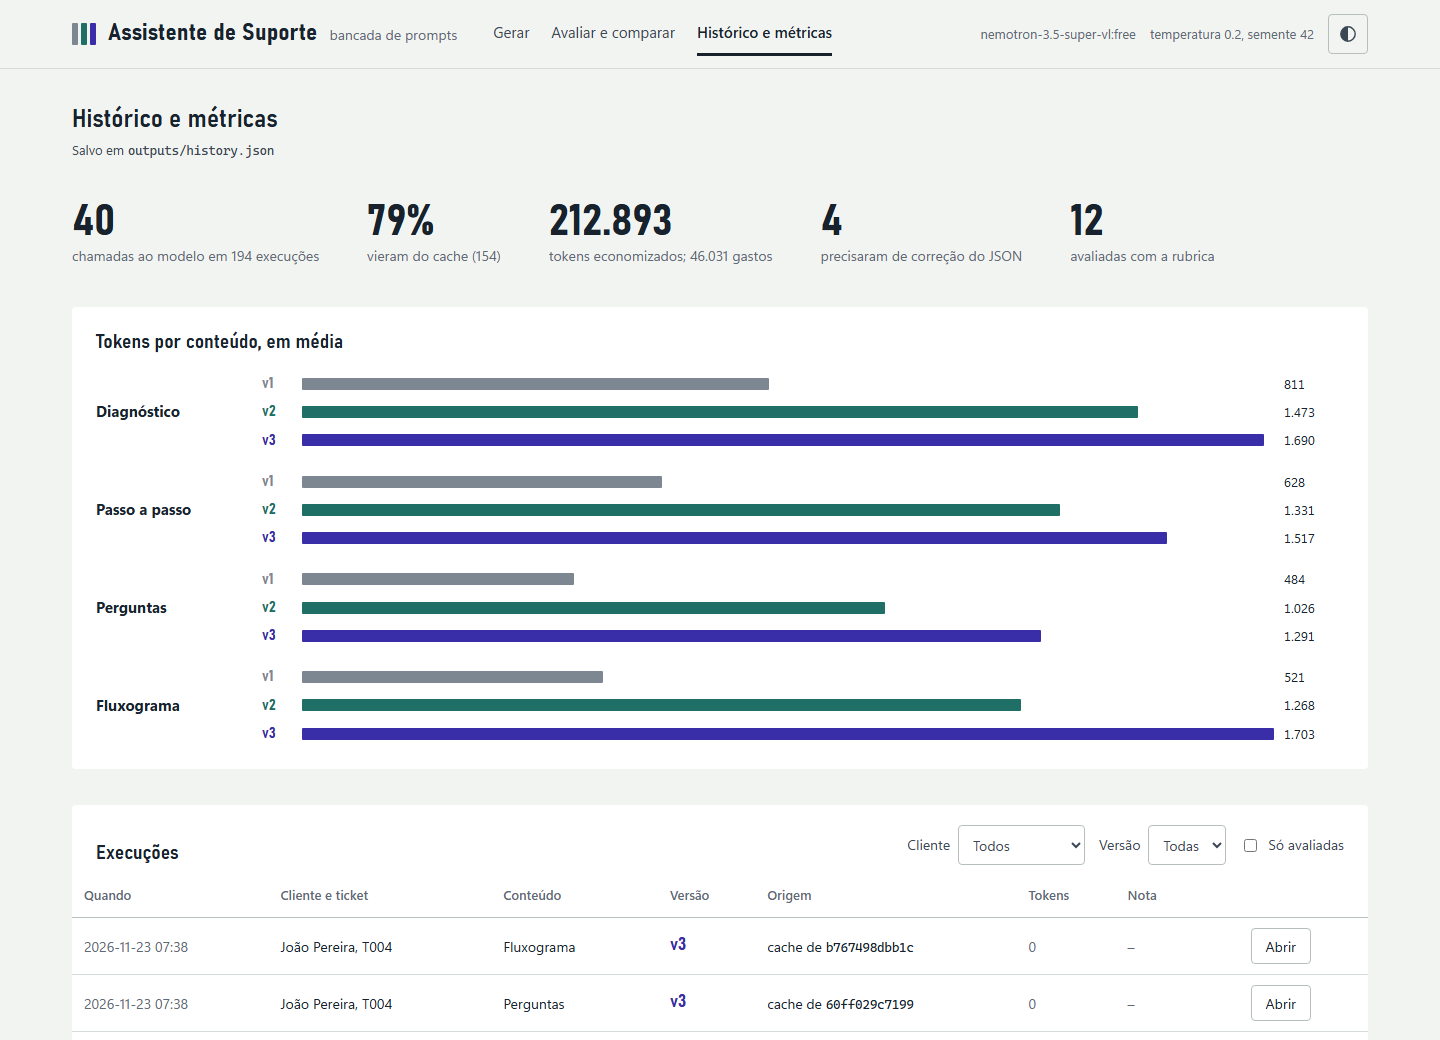 Assistente de Suporte bancada de prompts Gerar Avaliar e comparar Histórico e métricas nemotron-3.5-super-vl:free temperatura 0.2, semente 42
Histórico e métricas
Salvo em outputs/history.json
40 79% 212.893 4 12
chamadas ao modelo em 194 execuções vieram do cache (154) tokens economizados; 46.031 gastos precisaram de correção do JSON avaliadas com a rubrica
Tokens por conteúdo, em média
v1 811
Diagnóstico v2 1.473
v3 1.690
v1 628
Passo a passo v2 1.331
v3 1.517
v1 484
Perguntas v2 1.026
v3 1.291
v1 521
Fluxograma v2 1.268
v3 1.703
Execuções Cliente Todos Versão Todas Só avaliadas
Quando Cliente e ticket Conteúdo Versão Origem Tokens Nota
2026-11-23 07:38 João Pereira, T004 Fluxograma v3 cache de b767498dbb1c 0 – Abrir
2026-11-23 07:38 João Pereira, T004 Perguntas v3 cache de 60ff029c7199 0 – Abrir